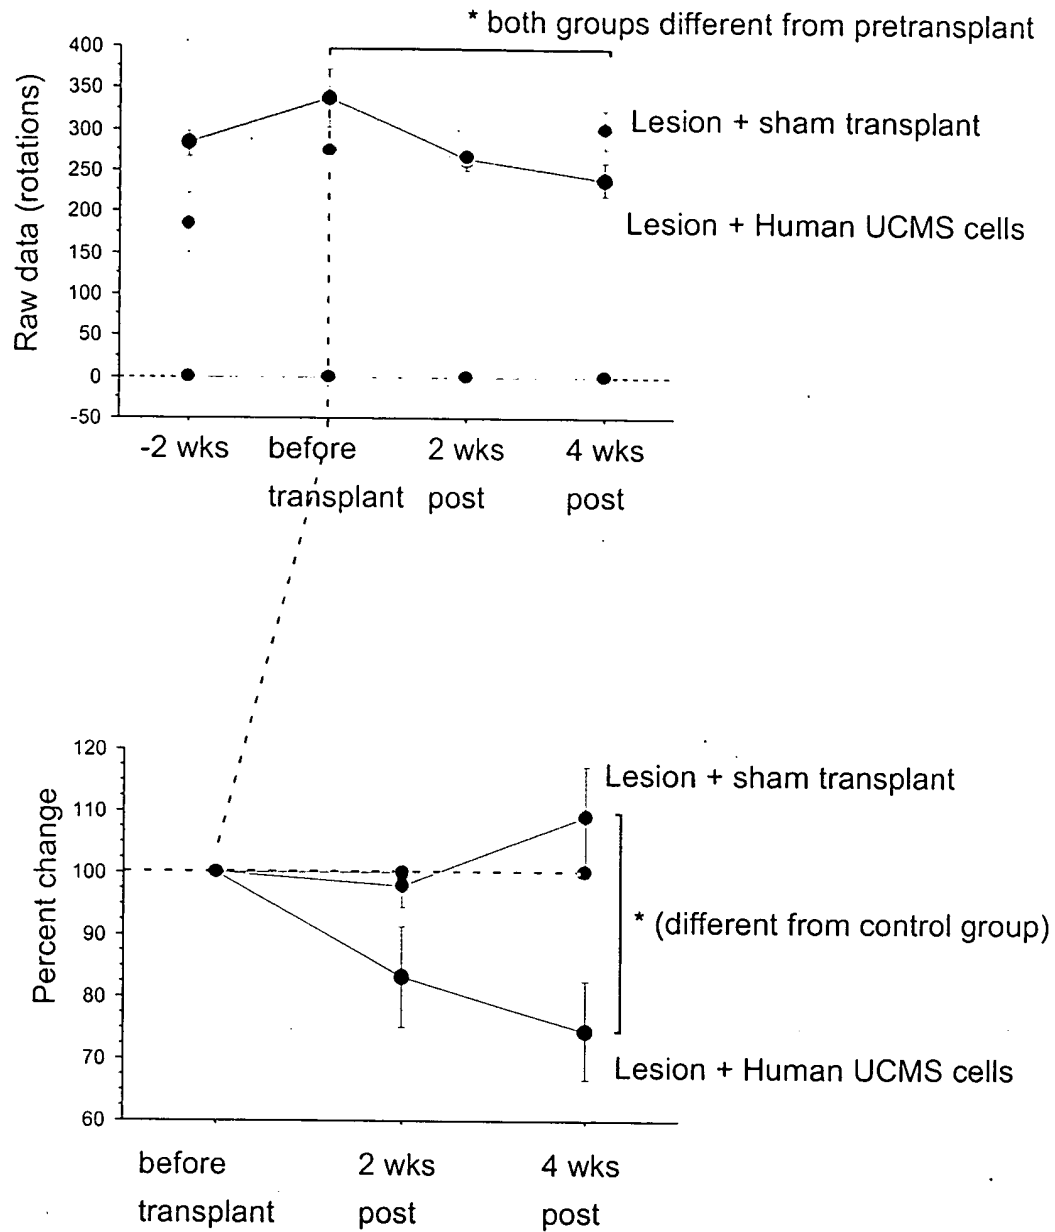 * both groups different from pretransplant
400
350
300
250
200
150
100
50
0
-50
Raw data (rotations)
Lesion + sham transplant
Lesion + Human UCMS cells
-2 wks
before
transplant
2 wks
post
4 wks
post
120
110
100
90
80
70
60
Percent change
Lesion + sham transplant
* (different from control group)
Lesion + Human UCMS cells
before
transplant
2 wks
post
4 wks
post